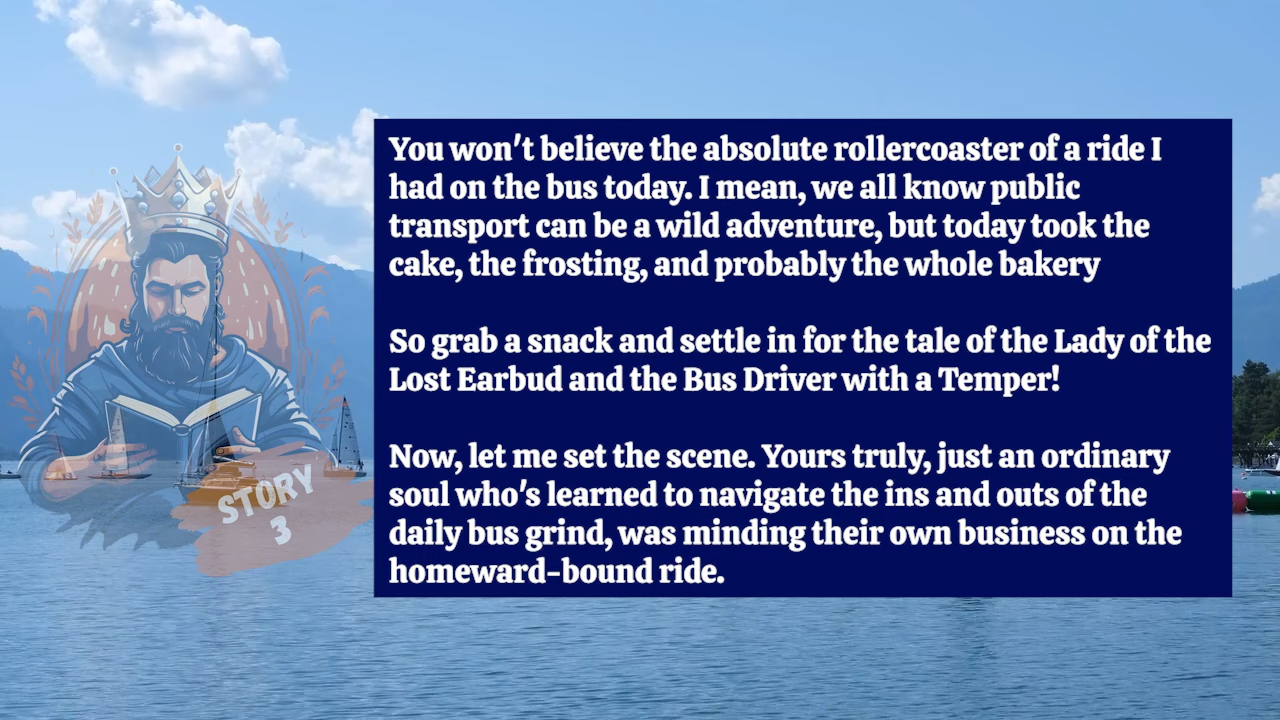 You won't believe the absolute rollercoaster of a ride I
had on the bus today. I mean, we all know public
transport can be a wild adventure, but today took the
cake, the frosting, and probably the whole bakery
So grab a snack and settle in for the tale of the Lady of the
Lost Earbud and the Bus Driver with a Temper!
Now, let me set the scene. Yours truly, just an ordinary
soul who's learned to navigate the ins and outs of the
daily bus grind, was minding their own business on the
homeward-bound ride.
STORY
3